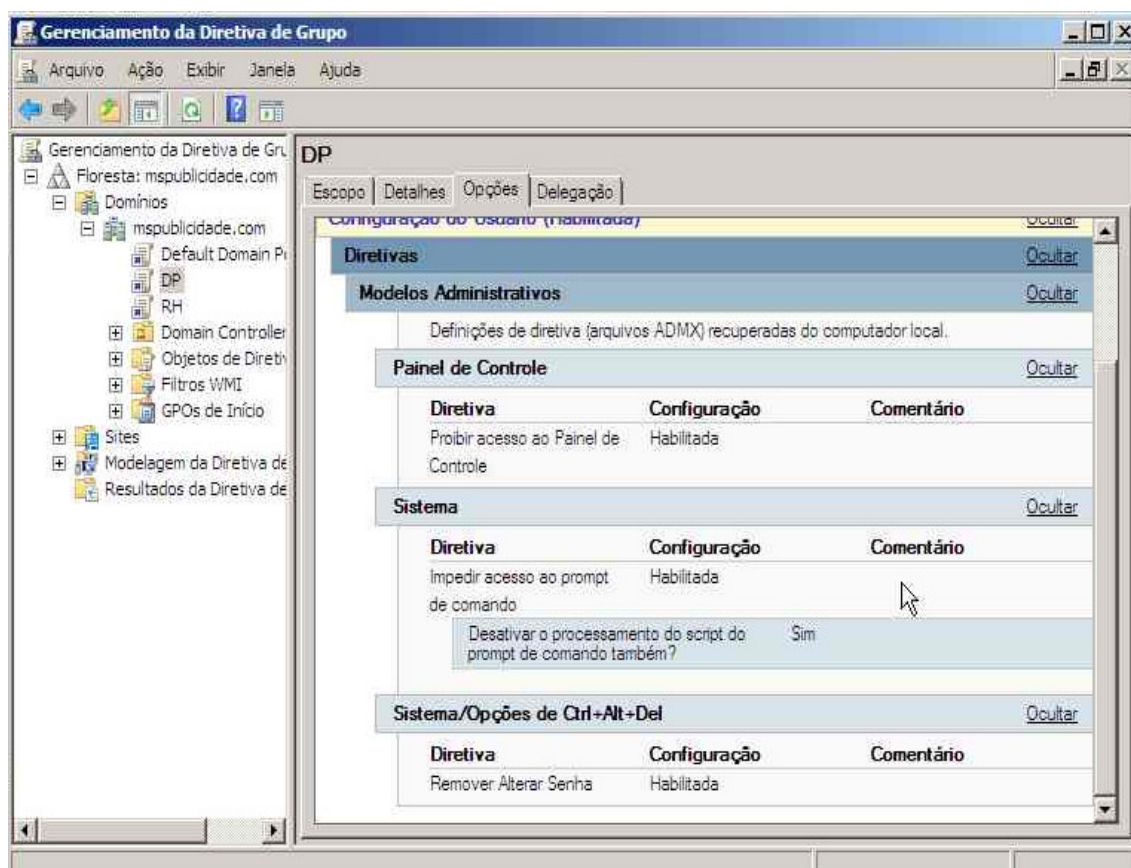 Gerenciamento da Diretiva de Grupo
Arquivo Ação Exibir Janela Ajuda
Gerenciamento da Diretiva de Gru
Floresta: mspublicidade.com
Domínios
mspublicidade.com
Default Domain P
DP
RH
Domain Controller
Objetos de Diretiv
Filtros WMI
GPOs de Início
Sites
Modelagem da Diretiva de
Resultados da Diretiva de
DP
Escopo Detalhes Opções Delegação
Configuração do Usuário (Habilitada) Ocultar
Diretivas Ocultar
Modelos Administrativos Ocultar
Definições de diretiva (arquivos ADMX) recuperadas do computador local.
Painel de Controle Ocultar
Diretiva Configuração Comentário
Proibir acesso ao Painel de Habilitada
Controle
Sistema Ocultar
Diretiva Configuração Comentário
Impedir acesso ao prompt Habilitada
de comando
Desativar o processamento do script do Sim
prompt de comando também?
Sistema/Opções de Ctrl+Alt+Del Ocultar
Diretiva Configuração Comentário
Remover Alterar Senha Habilitada